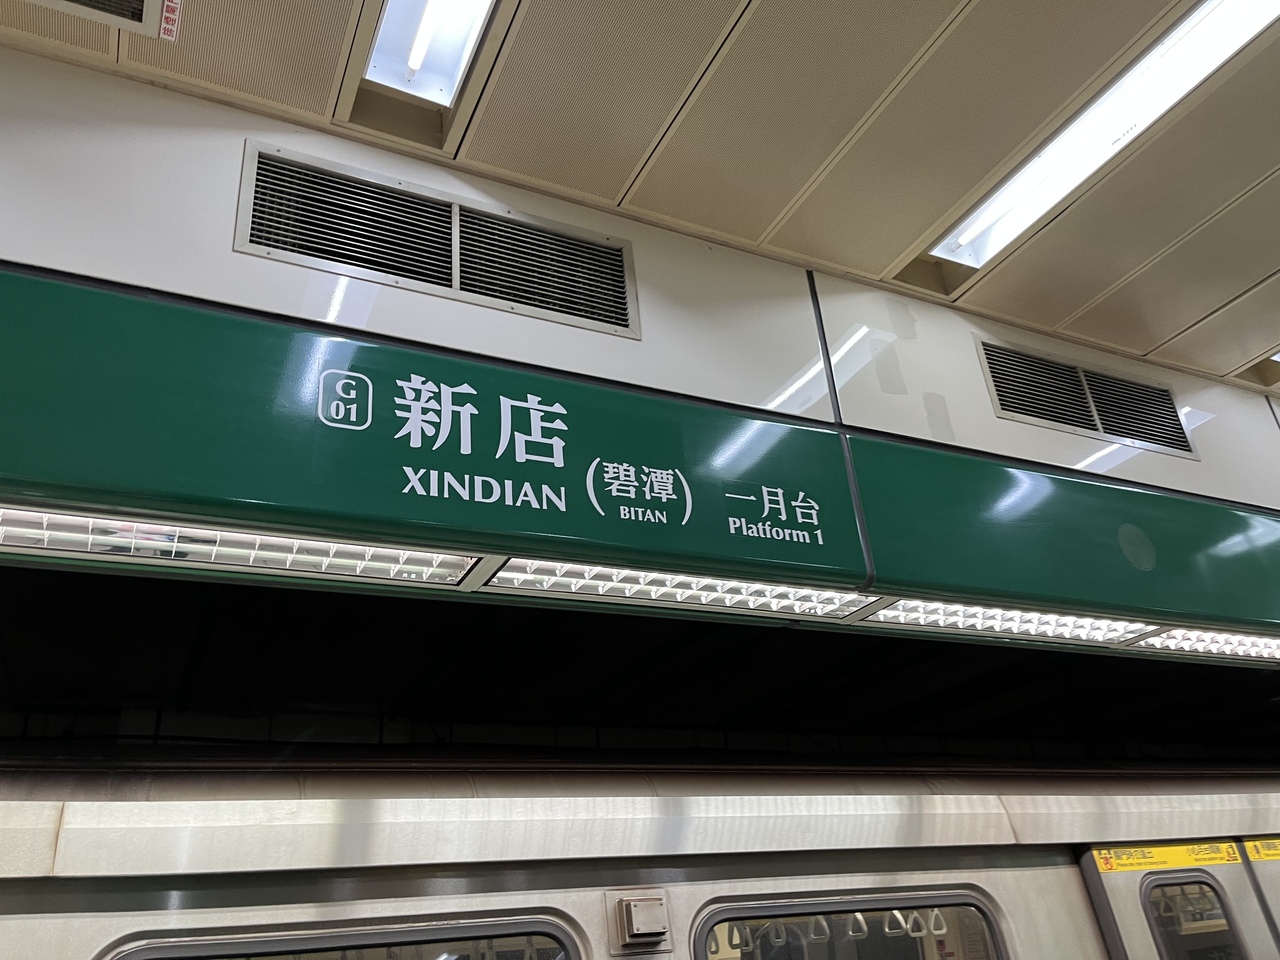 G
01
新店
XINDIAN
(碧潭)
BITAN
一月台
Platform 1